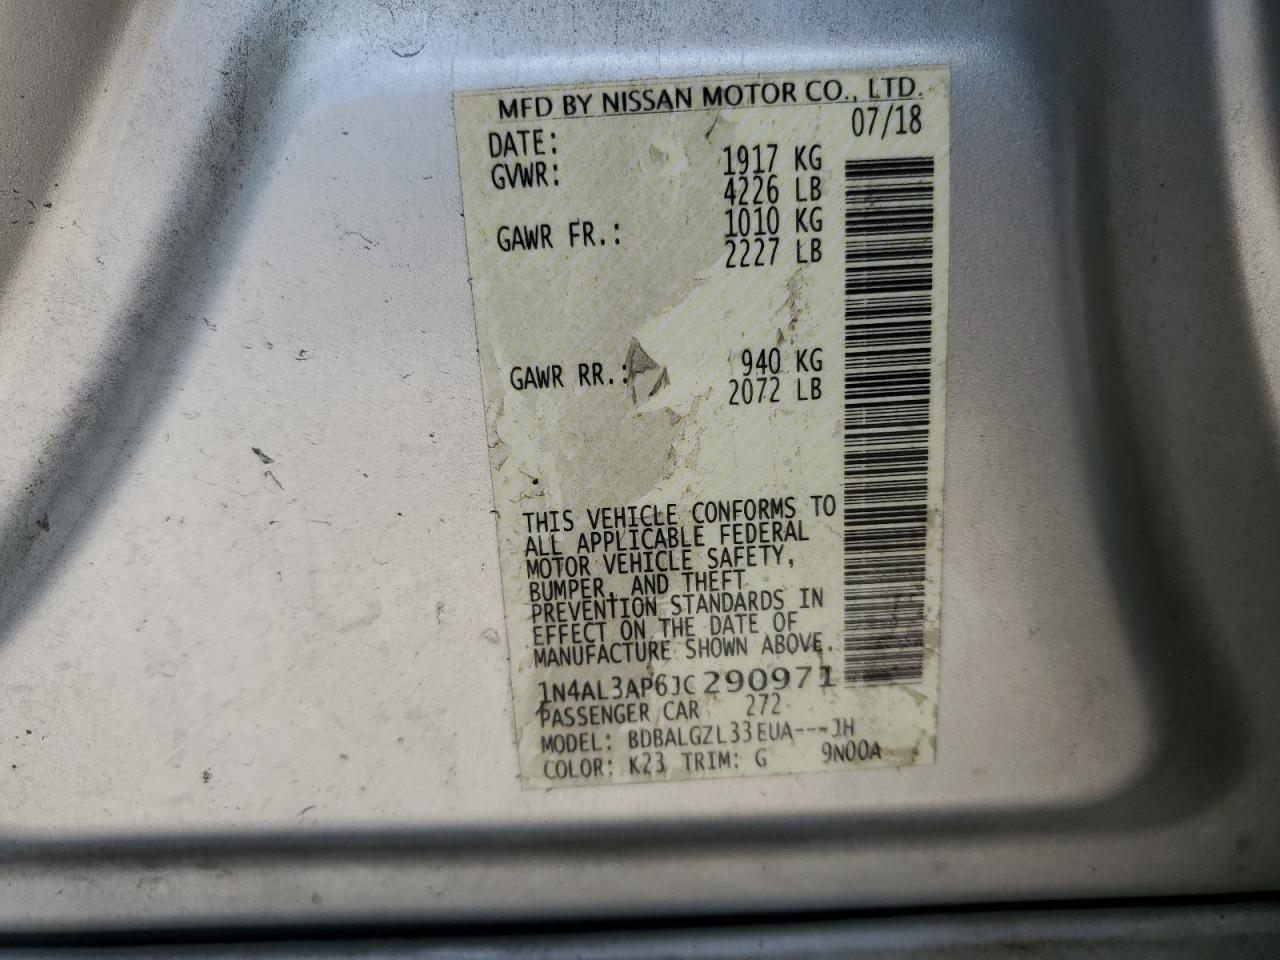 MFD BY NISSAN MOTOR CO., LTD.
DATE: 07/18
GVWR: 1917 KG
4226 LB
GAWR FR.: 1010 KG
2227 LB
GAWR RR.: 940 KG
2072 LB
THIS VEHICLE CONFORMS TO
ALL APPLICABLE FEDERAL
MOTOR VEHICLE SAFETY,
BUMPER, AND THEFT
PREVENTION STANDARDS IN
EFFECT ON THE DATE OF
MANUFACTURE SHOWN ABOVE.
1N4AL3AP6JC290971
PASSENGER CAR 272
MODEL: BDBALGZL33EUA---JH
COLOR: K23 TRIM: G 9N00A